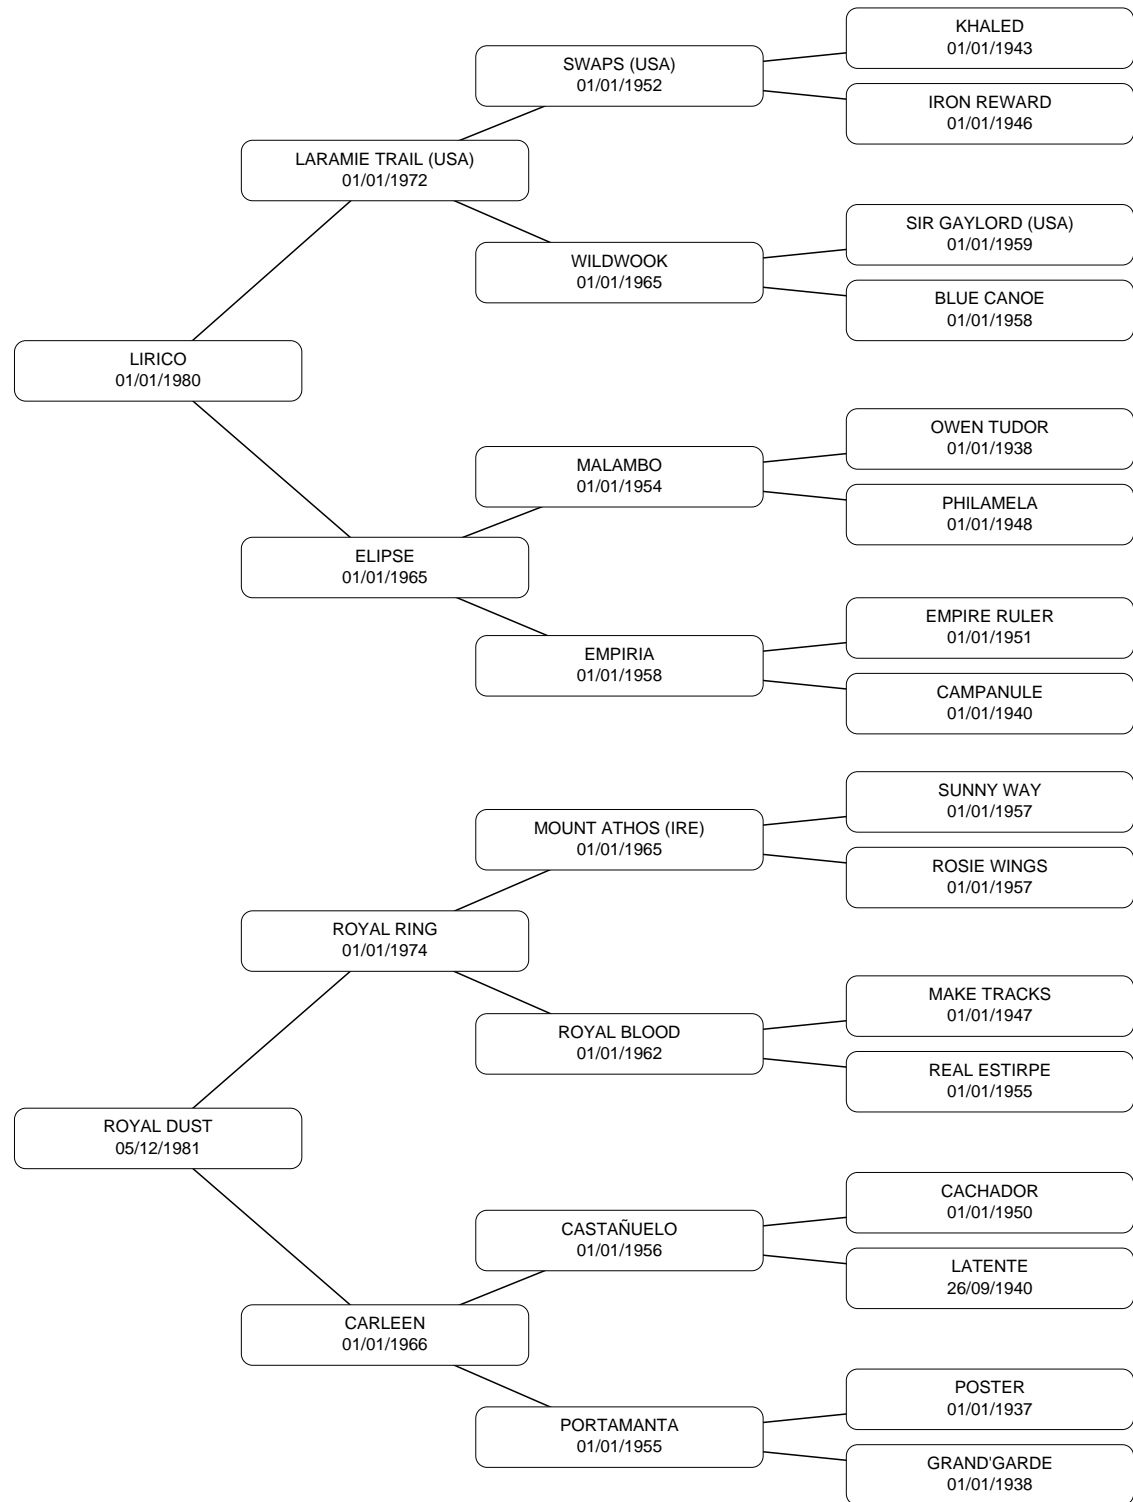 KHALED
01/01/1943
SWAPS (USA)
01/01/1952
IRON REWARD
01/01/1946
LARAMIE TRAIL (USA)
01/01/1972
SIR GAYLORD (USA)
01/01/1959
WILDWOOK
01/01/1965
BLUE CANOE
01/01/1958
LIRICO
01/01/1980
OWEN TUDOR
01/01/1938
MALAMBO
01/01/1954
PHILAMELA
01/01/1948
ELIPSE
01/01/1965
EMPIRE RULER
01/01/1951
EMPIRIA
01/01/1958
CAMPANULE
01/01/1940
SUNNY WAY
01/01/1957
MOUNT ATHOS (IRE)
01/01/1965
ROSIE WINGS
01/01/1957
ROYAL RING
01/01/1974
MAKE TRACKS
01/01/1947
ROYAL BLOOD
01/01/1962
REAL ESTIRPE
01/01/1955
ROYAL DUST
05/12/1981
CACHADOR
01/01/1950
CASTAÑUELO
01/01/1956
LATENTE
26/09/1940
CARLEEN
01/01/1966
POSTER
01/01/1937
PORTAMANTA
01/01/1955
GRAND'GARDE
01/01/1938